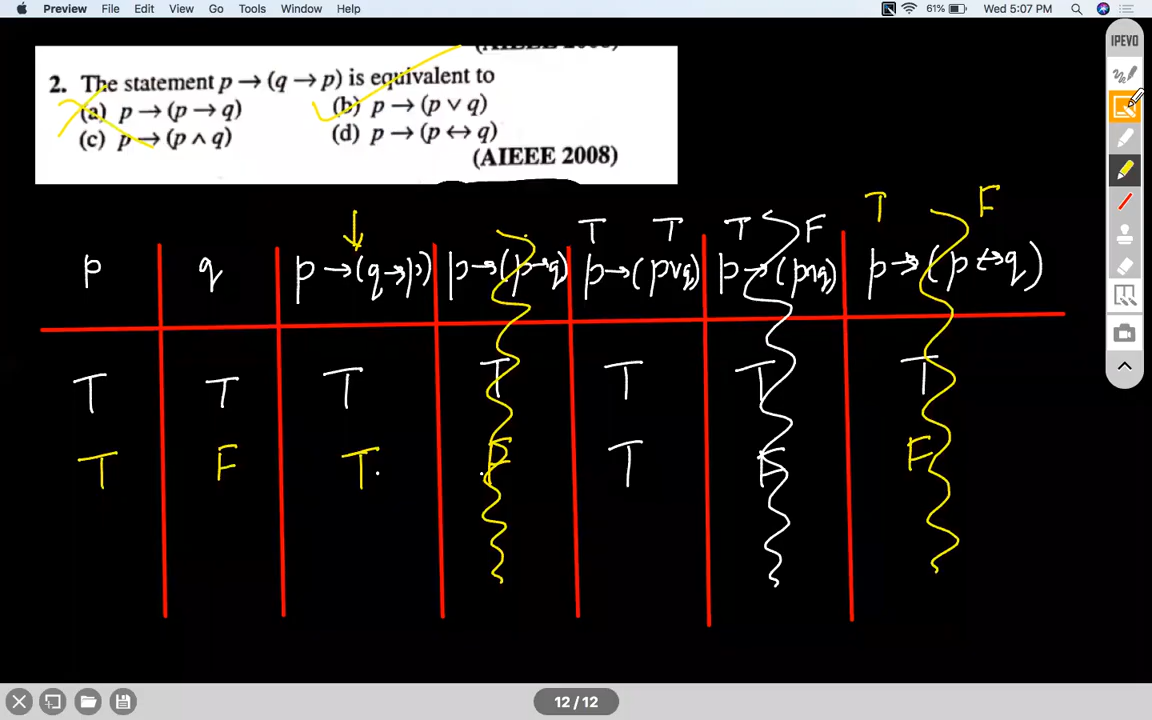 Preview File Edit View Go Tools Window Help 61% Wed 5:07 PM
IPEVO
2. The statement p → (q → p) is equivalent to
(a) p → (p → q) (b) p → (p ∨ q)
(c) p → (p ∧ q) (d) p → (p ↔ q)
(AIEEE 2008)
T T T F T F
p q p → (q → p) p → (p → q) p → (p ∨ q) p → (p ∧ q) p → (p ↔ q)
T T T T T T T
T F T F T F F
12 / 12